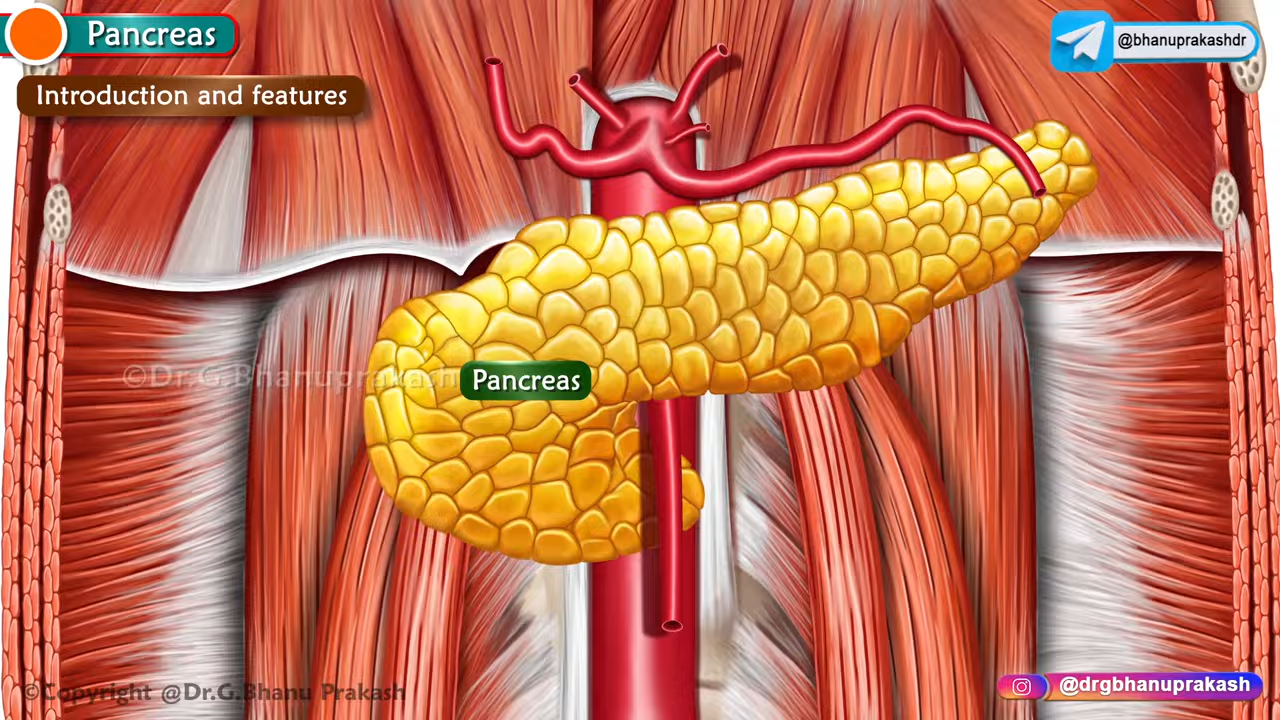 Pancreas
@bhanuprakashdr
Introduction and features
©Dr.G.Bhanuprakash
Pancreas
©Copyright @Dr.G.Bhanu Prakash
@drgbhanuprakash